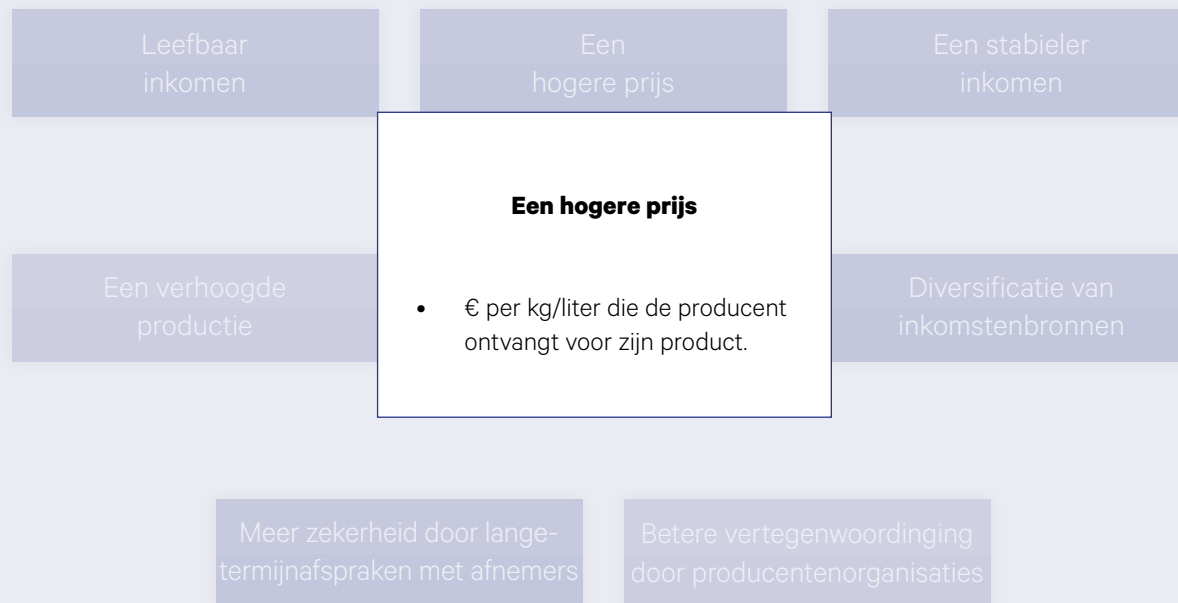 Leefbaar
inkomen
Een
hogere prijs
Een stabieler
inkomen
Een hogere prijs
• € per kg/liter die de producent
ontvangt voor zijn product.
Een verhoogde
productie
Diversificatie van
inkomstenbronnen
Meer zekerheid door lange-
termijnafspraken met afnemers
Betere vertegenwoordinging
door producentenorganisaties